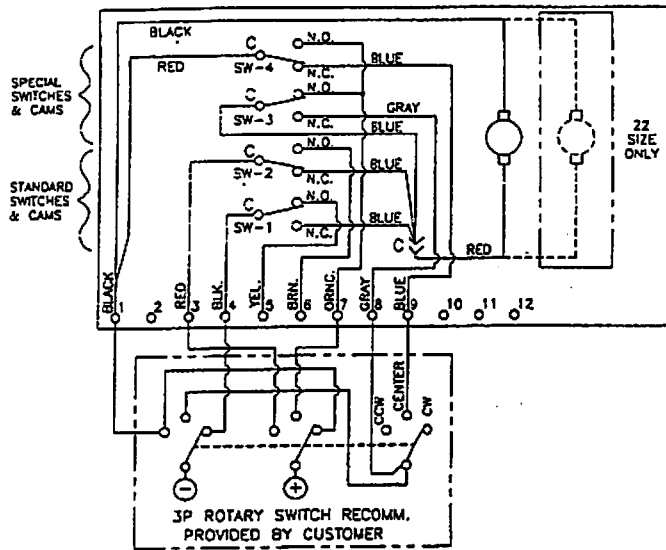 BLACK
RED
C
SW-4
N.O.
N.C.
BLUE
SPECIAL
SWITCHES
& CAMS
C
SW-3
N.O.
N.C.
GRAY
BLUE
STANDARD
SWITCHES
& CAMS
C
SW-2
N.O.
N.C.
BLUE
C
SW-1
N.O.
N.C.
BLUE
C
RED
22
SIZE
ONLY
BLACK
RED
BLK.
YEL.
BRN.
ORNG.
GRAY
BLUE
1 2 3 4 5 6 7 8 9 10 11 12
CCW
CENTER
CW
− +
3P ROTARY SWITCH RECOMM.
PROVIDED BY CUSTOMER